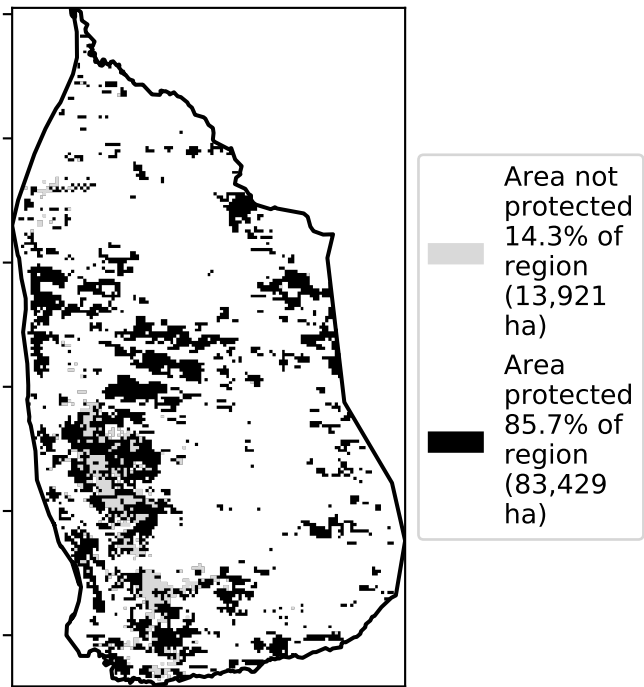 Area not
protected
14.3% of
region
(13,921
ha)
Area
protected
85.7% of
region
(83,429
ha)